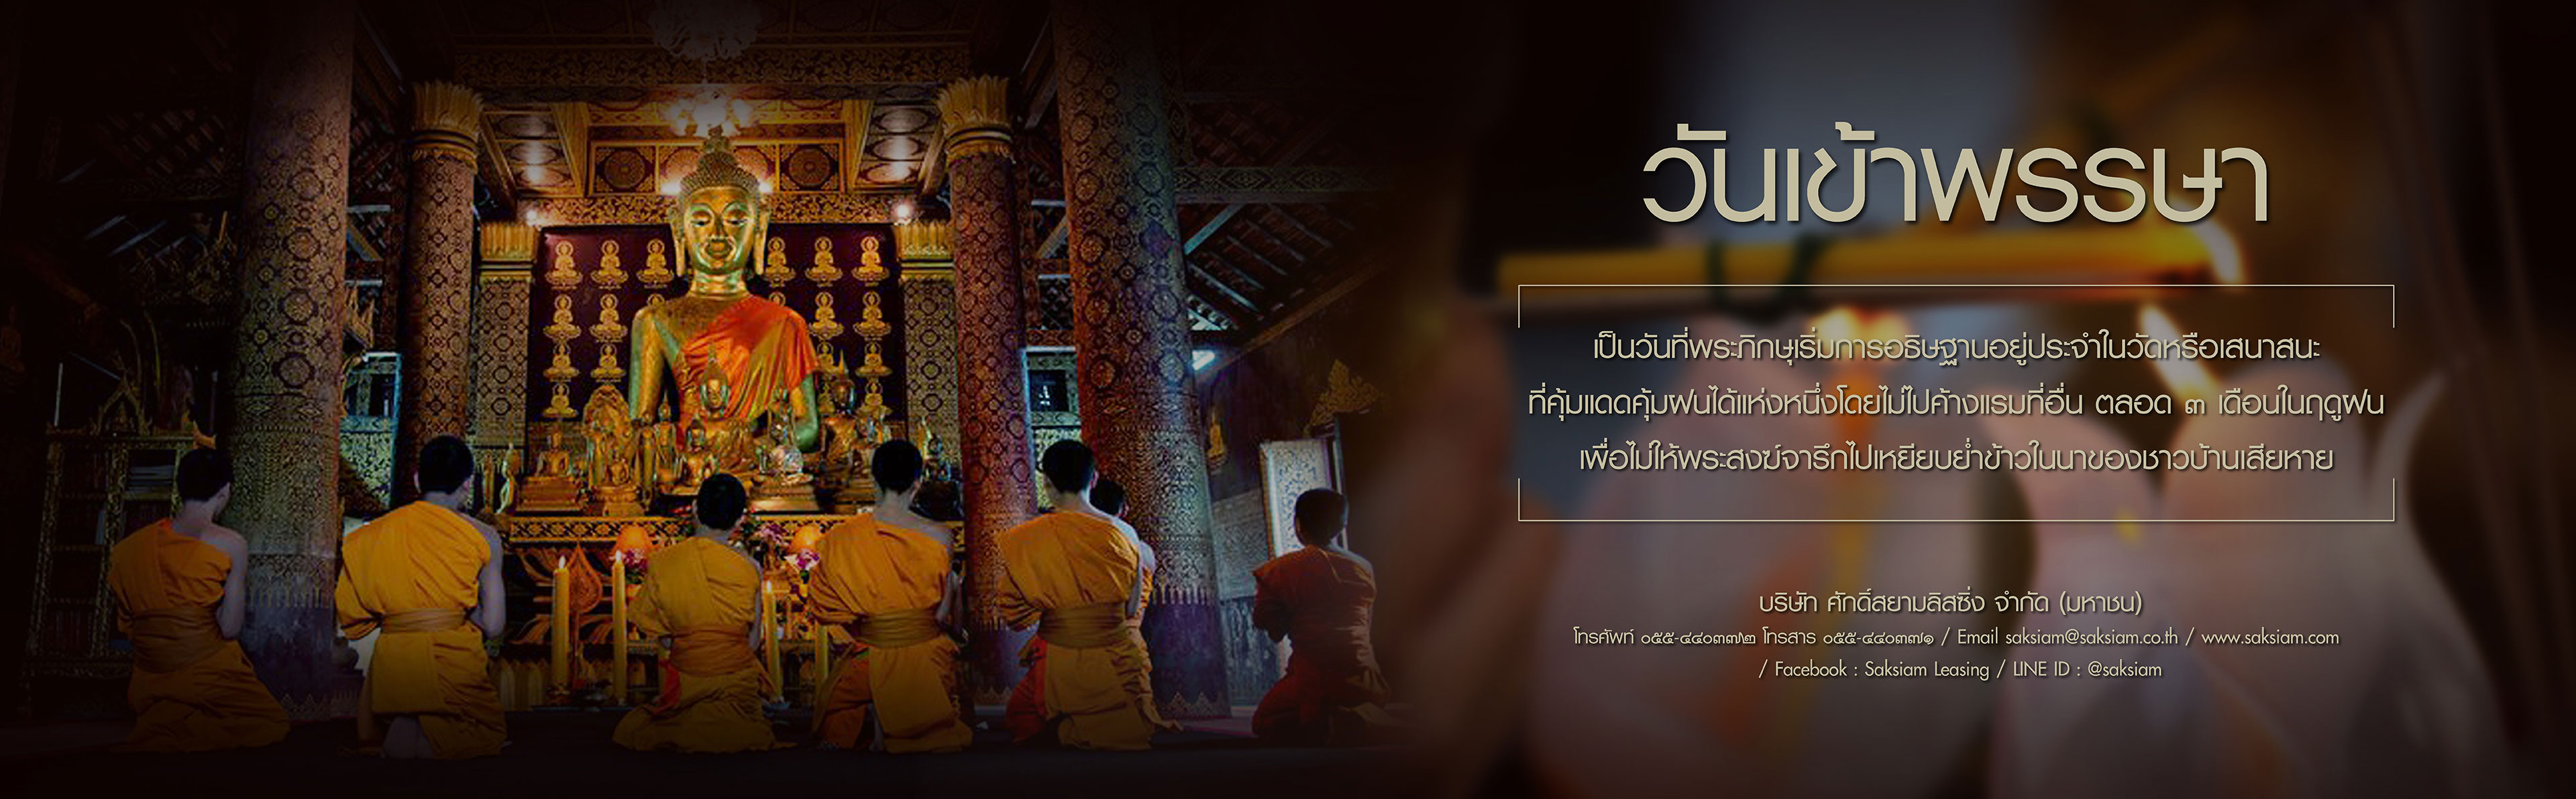 วันเข้าพรรษา
เป็นวันที่พระภิกษุเริ่มการอธิษฐานอยู่ประจำในวัดหรือเสนาสนะ
ที่คุ้มแดดคุ้มฝนได้แห่งหนึ่งโดยไม่ไปค้างแรมที่อื่น ตลอด ๓ เดือนในฤดูฝน
เพื่อไม่ให้พระสงฆ์จารึกไปเหยียบย่ำข้าวในนาของชาวบ้านเสียหาย
บริษัท ศักดิ์สยามลิสซิ่ง จำกัด (มหาชน)
โทรศัพท์ ๐๕๕-๔๔๐๓๗๒ โทรสาร ๐๕๕-๔๔๐๓๗๑ / Email saksiam@saksiam.co.th / www.saksiam.com
/ Facebook : Saksiam Leasing / LINE ID : @saksiam